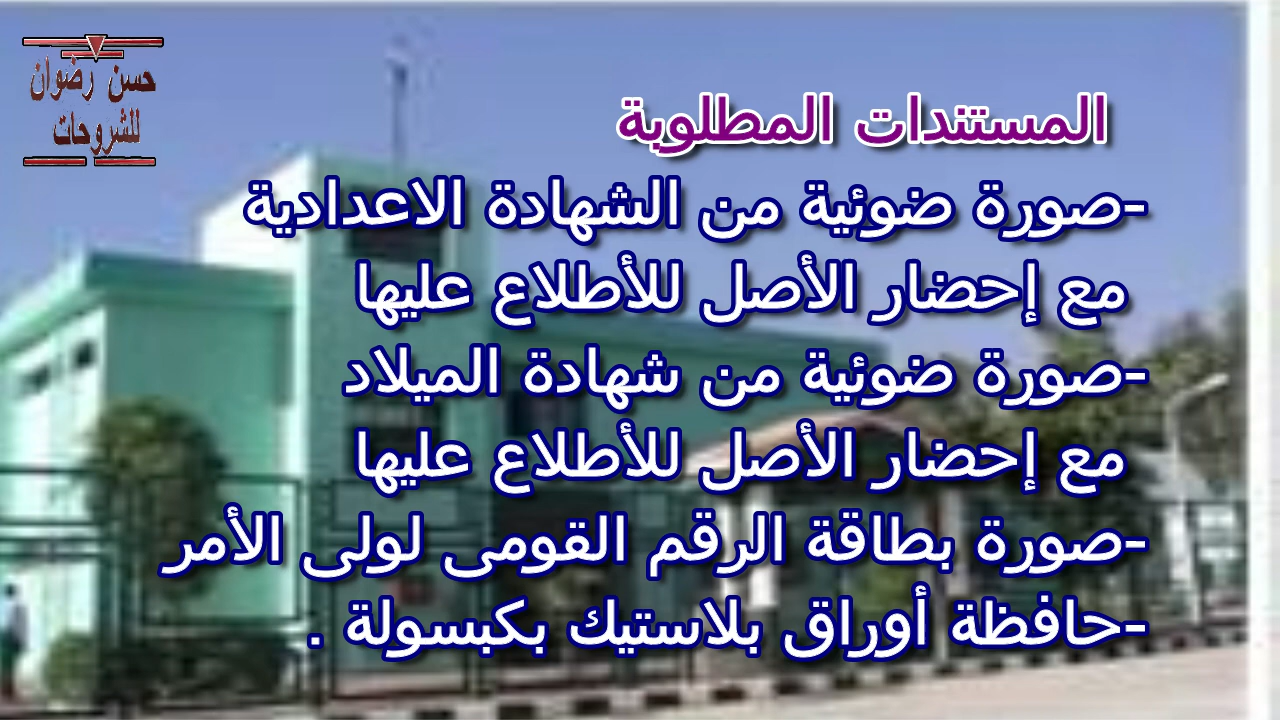 حسن رضوان
للشروحات
المستندات المطلوبة
-صورة ضوئية من الشهادة الاعدادية
مع إحضار الأصل للأطلاع عليها
-صورة ضوئية من شهادة الميلاد
مع إحضار الأصل للأطلاع عليها
-صورة بطاقة الرقم القومى لولى الأمر
-حافظة أوراق بلاستيك بكبسولة .